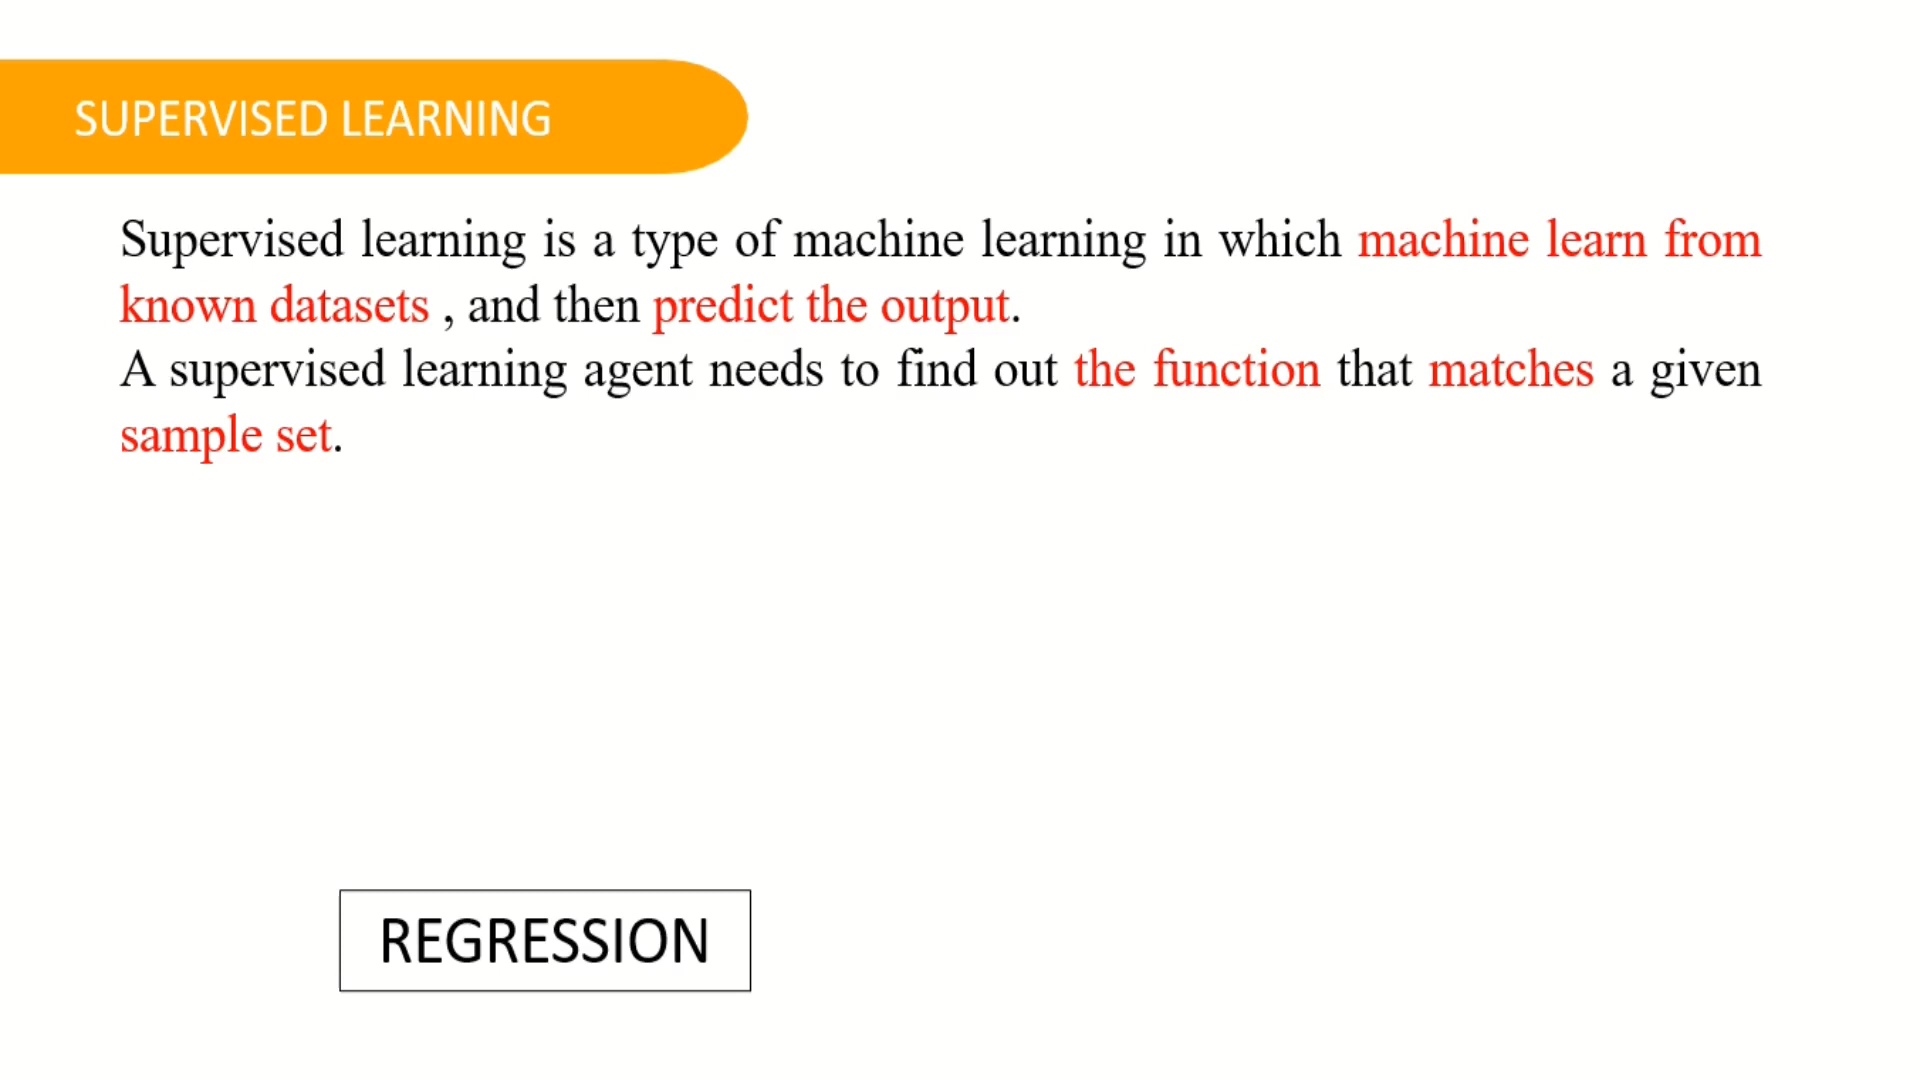 SUPERVISED LEARNING
Supervised learning is a type of machine learning in which machine learn from
known datasets , and then predict the output.
A supervised learning agent needs to find out the function that matches a given
sample set.
REGRESSION